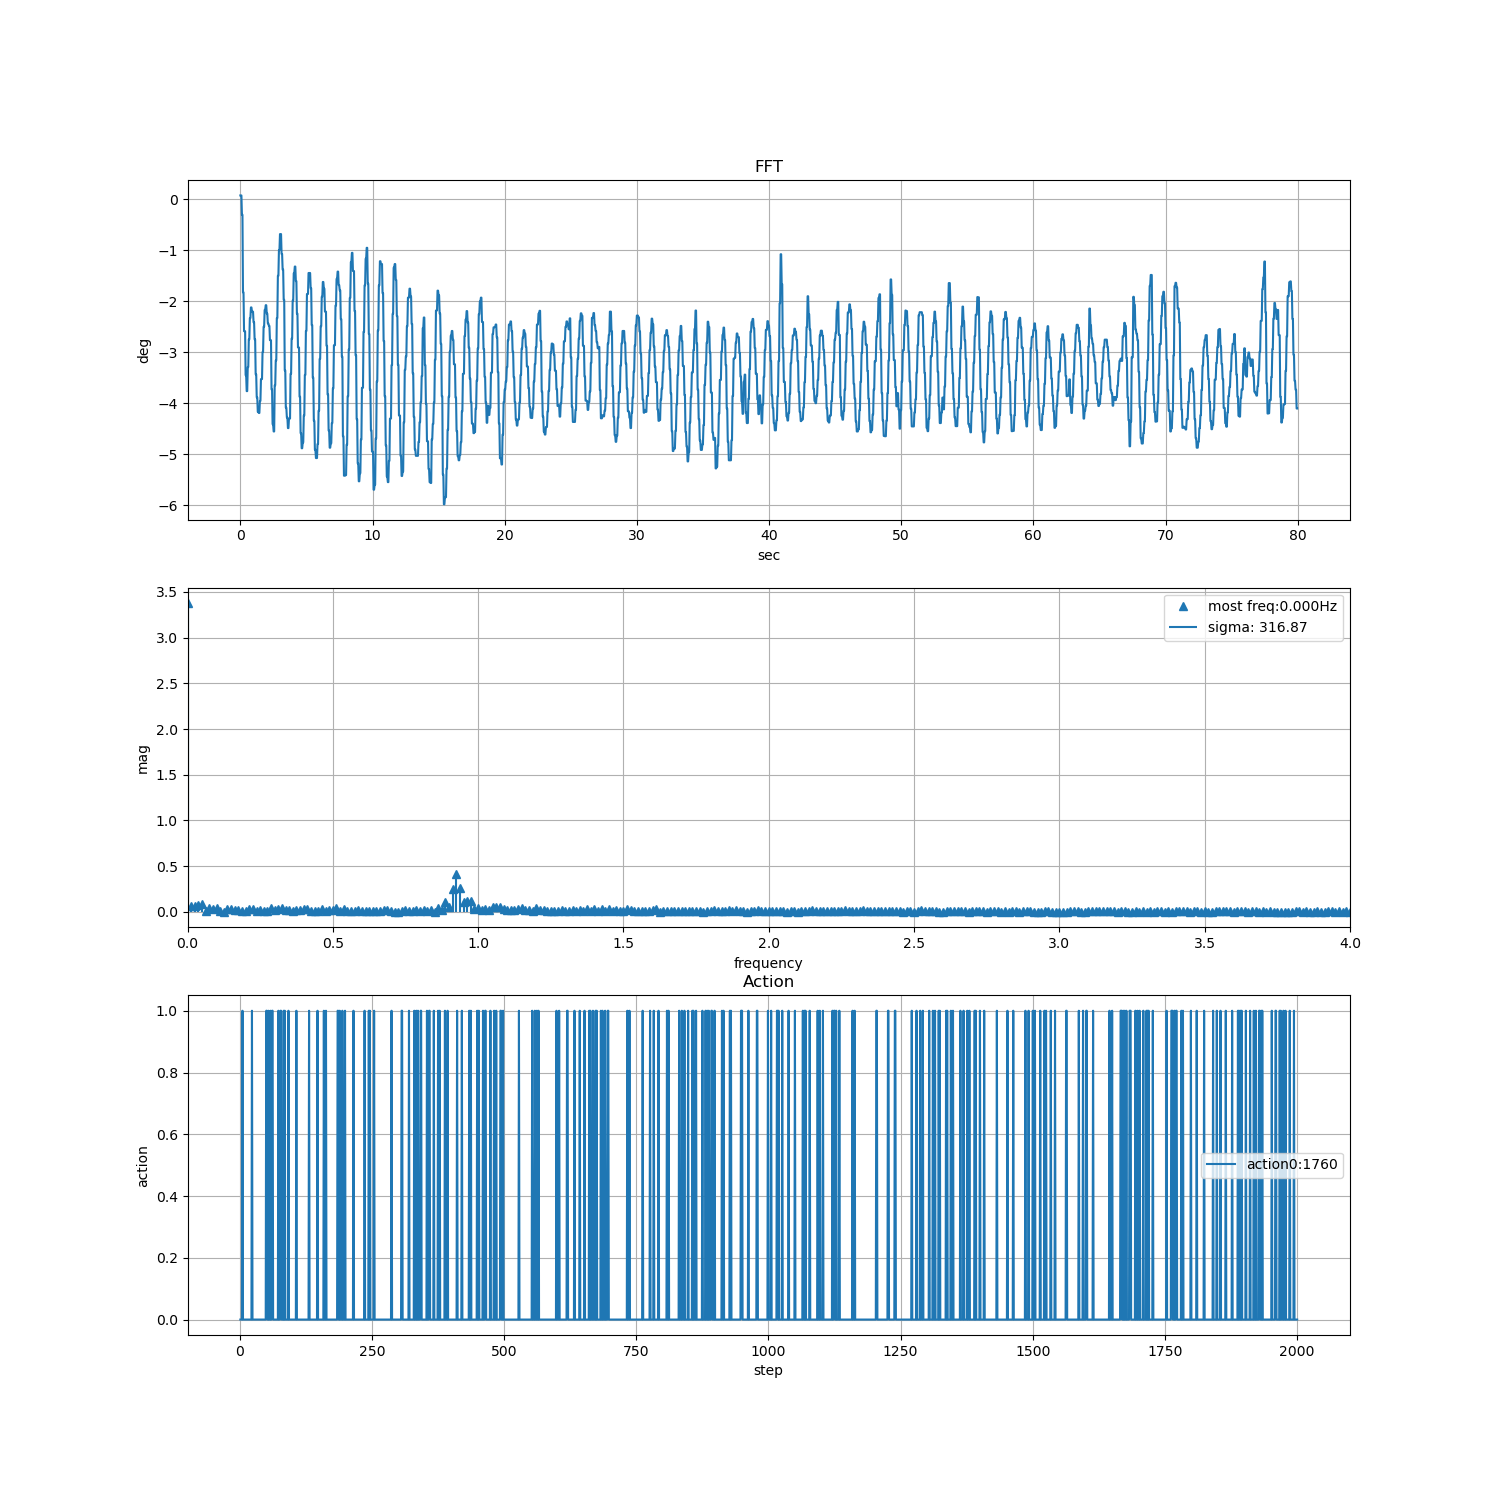 FFT
0
−1
−2
−3
−4
−5
−6
deg
0 10 20 30 40 50 60 70 80
sec
3.5
3.0
2.5
2.0
1.5
1.0
0.5
0.0
mag
most freq:0.000Hz
sigma: 316.87
0.0 0.5 1.0 1.5 2.0 2.5 3.0 3.5 4.0
frequency
Action
1.0
0.8
0.6
0.4
0.2
0.0
action
action0:1760
0 250 500 750 1000 1250 1500 1750 2000
step